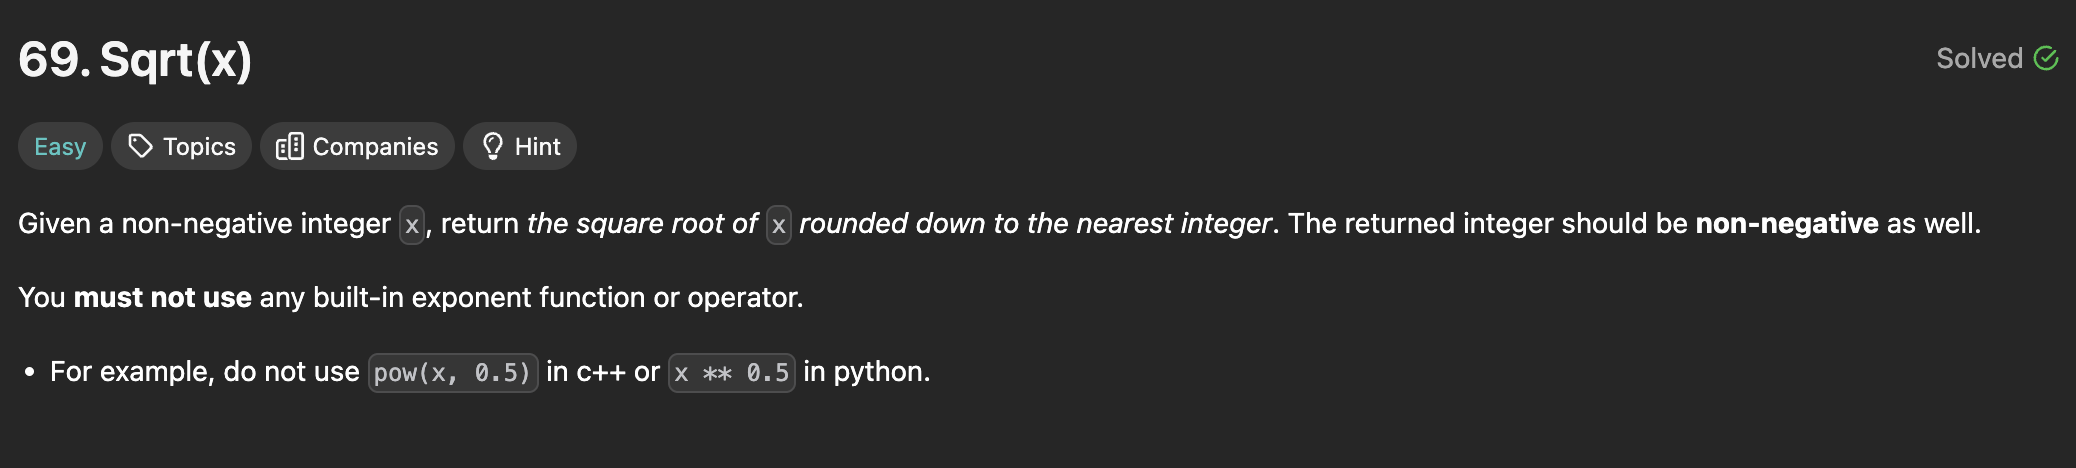 69. Sqrt(x)
Solved
Easy Topics Companies Hint
Given a non-negative integer x, return the square root of x rounded down to the nearest integer. The returned integer should be non-negative as well.
You must not use any built-in exponent function or operator.
• For example, do not use pow(x, 0.5) in c++ or x ** 0.5 in python.